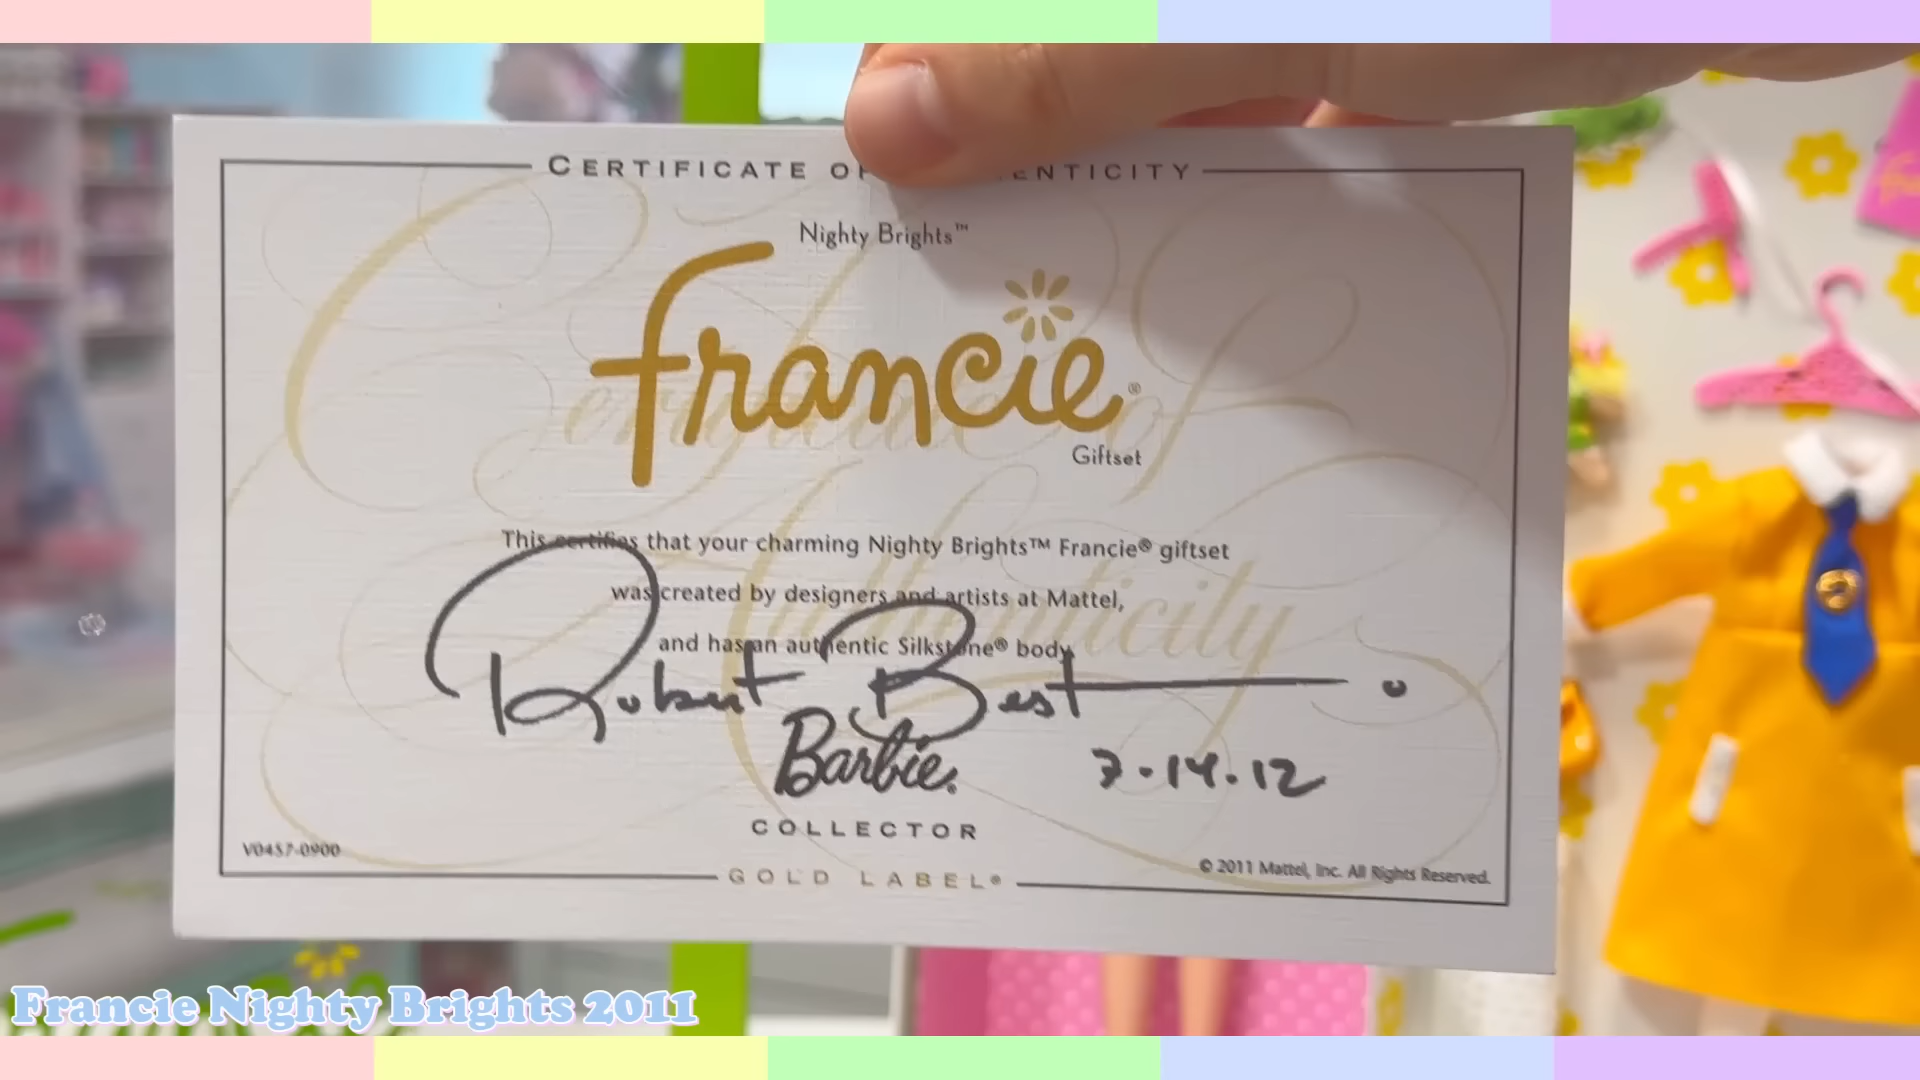 CERTIFICATE OF ENTICITY
Nighty Brights™
francie®
Giftset
This certifies that your charming Nighty Brights™ Francie® giftset
was created by designers and artists at Mattel,
and has an authentic Silkstone® body
Robert Best
Barbie®
7.14.12
COLLECTOR
V0457-0900
© 2011 Mattel, Inc. All Rights Reserved.
GOLD LABEL®
Francie Nighty Brights 2011